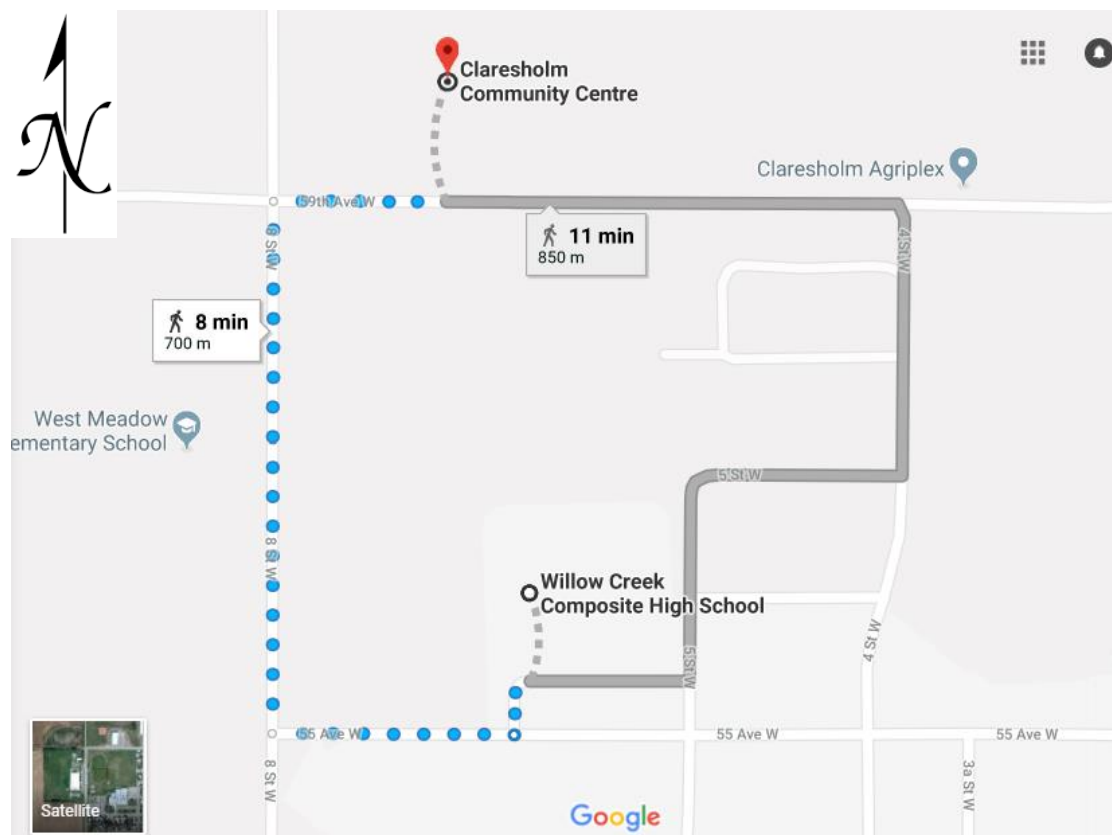 N
Claresholm
Community Centre
Claresholm Agriplex
59th Ave W
8 St W
4 St W
11 min
850 m
8 min
700 m
West Meadow
ementary School
5 St W
8 St W
Willow Creek
Composite High School
5 St W
4 St W
55 Ave W
55 Ave W
55 Ave W
8 St W
3a St W
Satellite
Google